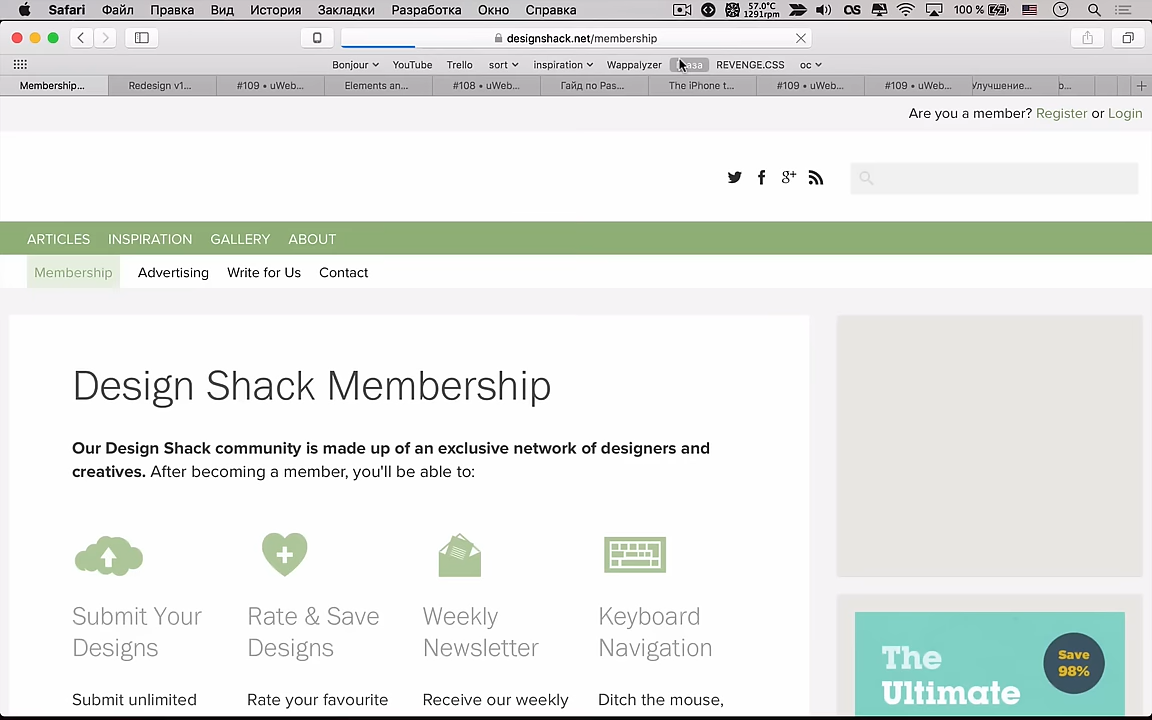 Safari Файл Правка Вид История Закладки Разработка Окно Справка 57.0°C 1291rpm 100 %
designshack.net/membership
Bonjour YouTube Trello sort inspiration Wappalyzer REVENGE.CSS ос
Membership... Redesign v1... #109 • uWeb... Elements an... #108 • uWeb... Гайд по Pas... The iPhone t... #109 • uWeb... #109 • uWeb... Улучшение...
Are you a member? Register or Login
ARTICLES INSPIRATION GALLERY ABOUT
Membership Advertising Write for Us Contact
Design Shack Membership
Our Design Shack community is made up of an exclusive network of designers and
creatives. After becoming a member, you'll be able to:
Submit Your Designs
Rate & Save Designs
Weekly Newsletter
Keyboard Navigation
Submit unlimited
Rate your favourite
Receive our weekly
Ditch the mouse,
The
Ultimate
Save
98%